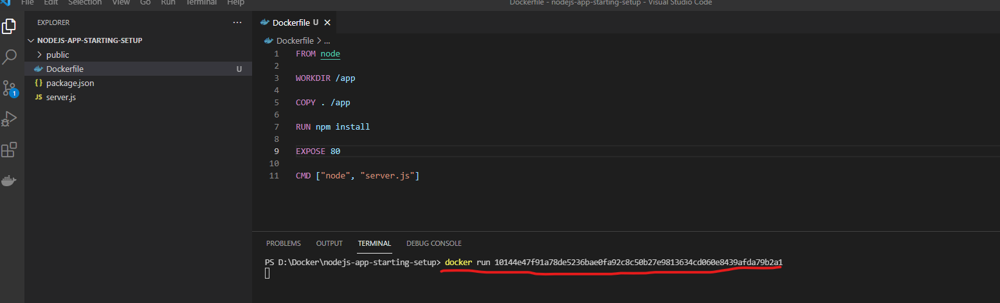 File Edit Selection View Go Run Terminal Help
Dockerfile - nodejs-app-starting-setup - Visual Studio Code
EXPLORER ···
NODEJS-APP-STARTING-SETUP
public
Dockerfile U
package.json
JS server.js
1
Dockerfile U
Dockerfile > ...
1 FROM node
2
3 WORKDIR /app
4
5 COPY . /app
6
7 RUN npm install
8
9 EXPOSE 80
10
11 CMD ["node", "server.js"]
PROBLEMS OUTPUT TERMINAL DEBUG CONSOLE
PS D:\Docker\nodejs-app-starting-setup> docker run 10144e47f91a78de5236bae0fa92c8c50b27e9813634cd060e8439afda79b2a1